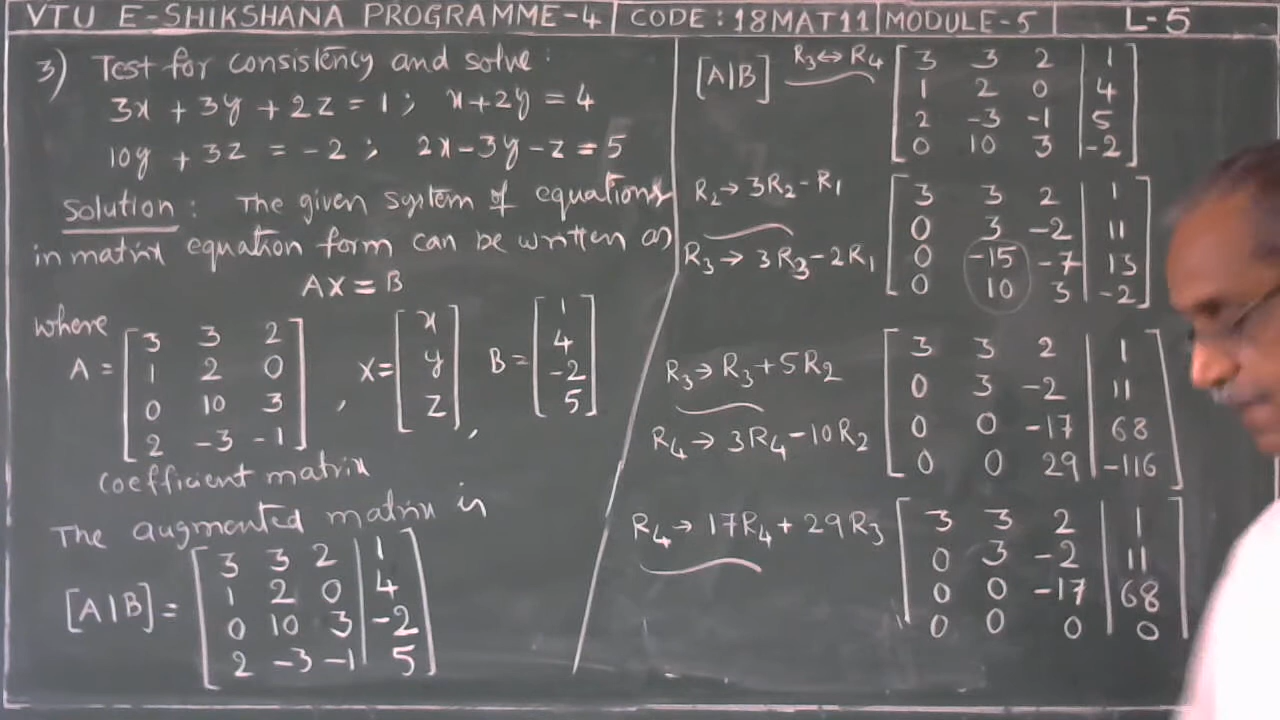 VTU E-SHIKSHANA PROGRAMME-4 | CODE: 18MAT11 | MODULE-5 | L-5
3) Test for consistency and solve:
3x + 3y + 2z = 1 ; x+2y = 4
10y + 3z = -2 ; 2x-3y-z = 5
Solution: The given system of equations
in matrix equation form can be written as
AX = B
where
A = [3 3 2
1 2 0
0 10 3
2 -3 -1] , X = [x
y
z] , B = [1
4
-2
5]
coefficient matrix
The augmented matrix is
[A|B] = [3 3 2 | 1
1 2 0 | 4
0 10 3 | -2
2 -3 -1 | 5]
[A|B] R3↔R4 [3 3 2 | 1
1 2 0 | 4
2 -3 -1 | 5
0 10 3 | -2]
R2→3R2-R1 [3 3 2 | 1
0 3 -2 | 11
R3→3R3-2R1 0 -15 -7 | 13
0 10 3 | -2]
R3→R3+5R2 [3 3 2 | 1
0 3 -2 | 11
R4→3R4-10R2 0 0 -17 | 68
0 0 29 | -116]
R4→17R4+29R3 [3 3 2 | 1
0 3 -2 | 11
0 0 -17 | 68
0 0 0 | 0]